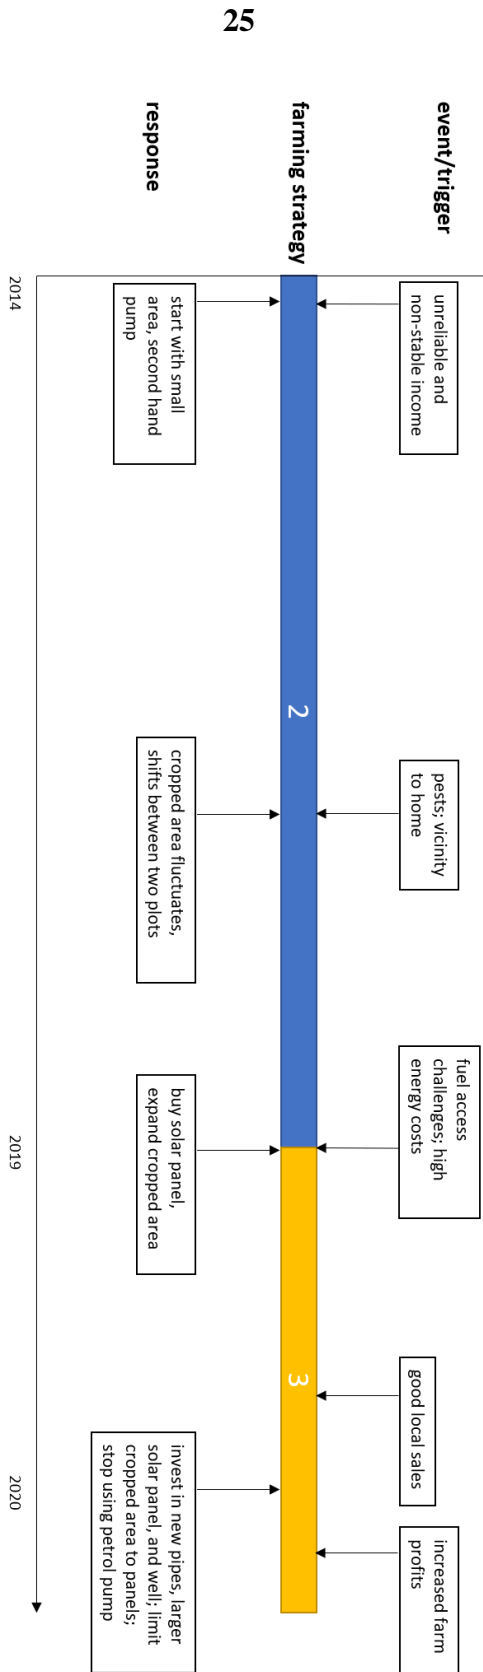 25
event/trigger
unreliable and
non-stable income
pests; vicinity
to home
fuel access
challenges; high
energy costs
good local sales
increased farm
profits
farming strategy
2
3
response
start with small
area, second hand
pump
cropped area fluctuates,
shifts between two plots
buy solar panel,
expand cropped area
invest in new pipes, larger
solar panel, and well; limit
cropped area to panels;
stop using petrol pump
2014
2019
2020